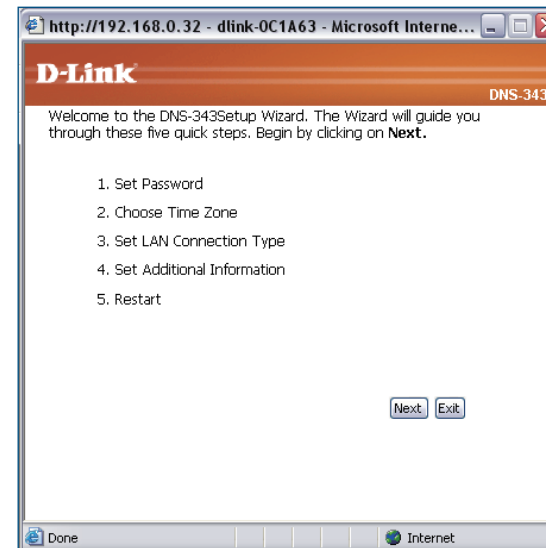 http://192.168.0.32 - dlink-0C1A63 - Microsoft Interne...
D-Link
DNS-343
Welcome to the DNS-343Setup Wizard. The Wizard will guide you
through these five quick steps. Begin by clicking on Next.
1. Set Password
2. Choose Time Zone
3. Set LAN Connection Type
4. Set Additional Information
5. Restart
Next Exit
Done Internet